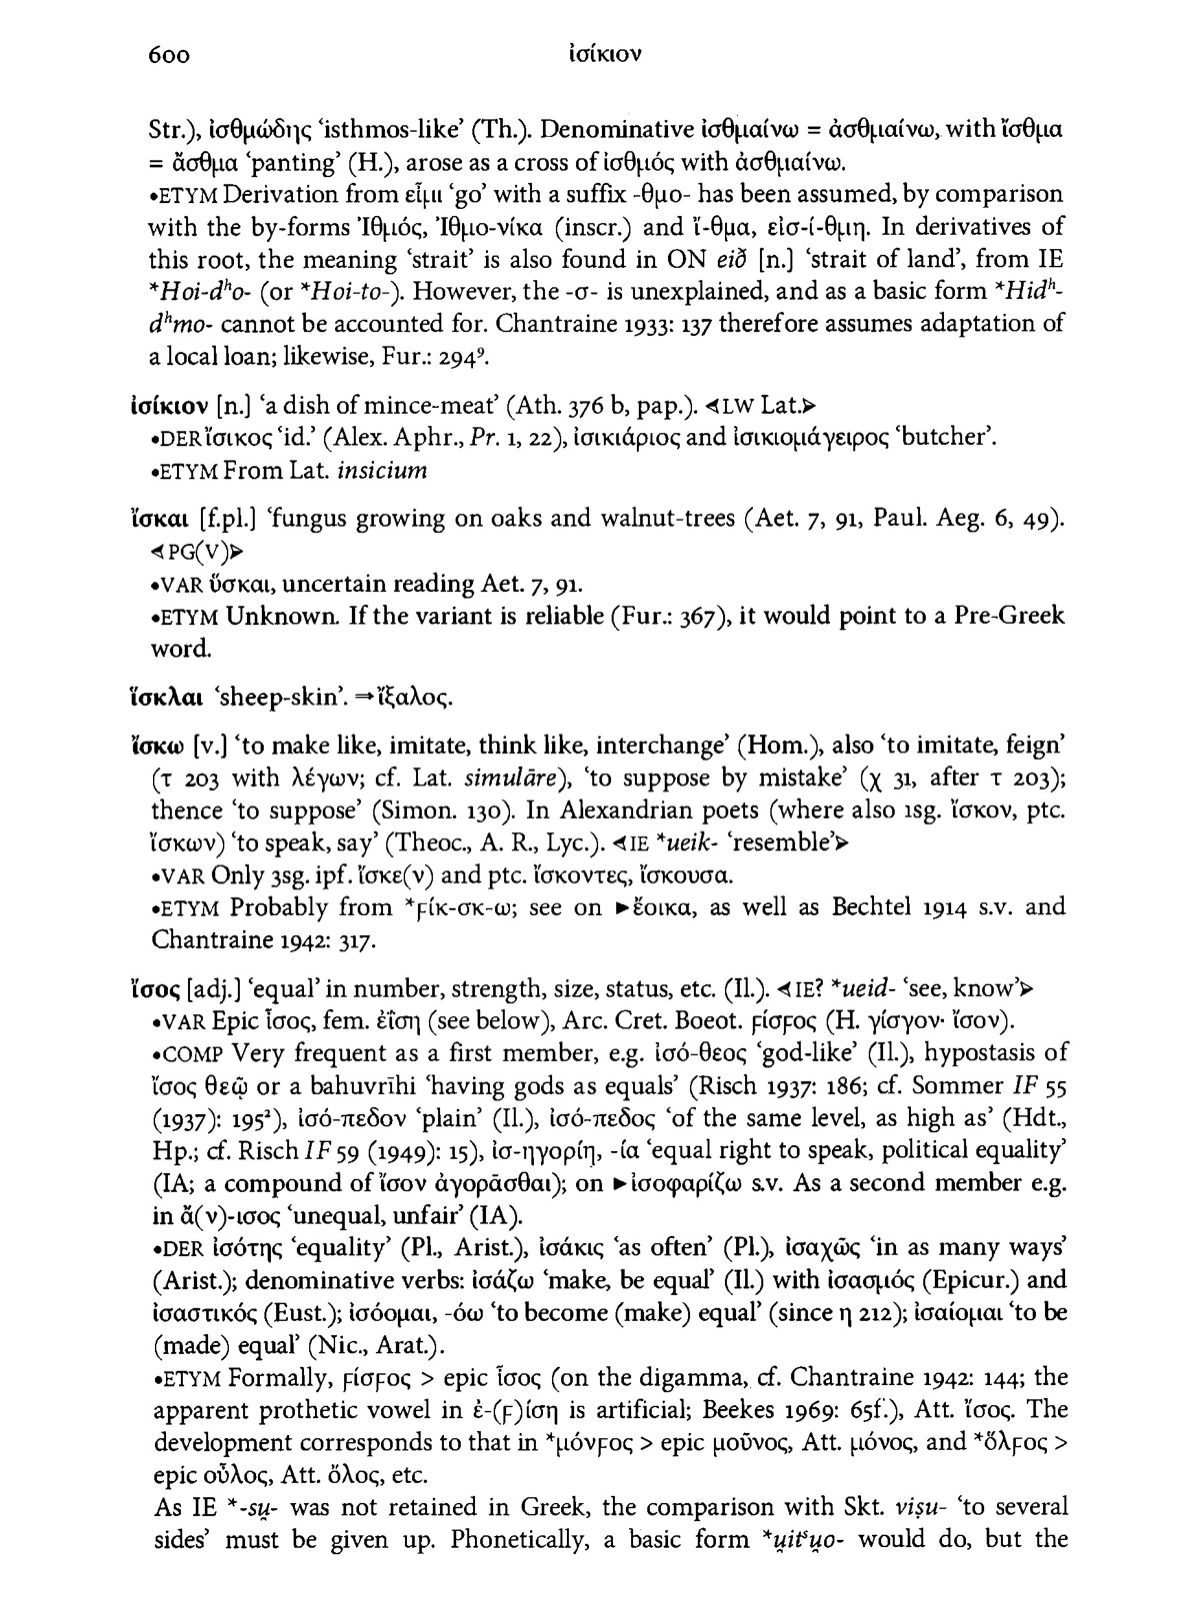 600
ἰσίκιον
Str.), ἰσθμώδης ‘isthmos-like’ (Th.). Denominative ἰσθμαίνω = ἀσθμαίνω, with ἴσθμα
= ἄσθμα ‘panting’ (H.), arose as a cross of ἰσθμός with ἀσθμαίνω.
•ETYM Derivation from εἶμι ‘go’ with a suffix -θμο- has been assumed, by comparison
with the by-forms Ἰθμός, Ἰθμο-νίκα (inscr.) and ἴ-θμα, εἰσ-ί-θμη. In derivatives of
this root, the meaning ‘strait’ is also found in ON eið [n.] ‘strait of land’, from IE
*Hoi-dʰo- (or *Hoi-to-). However, the -σ- is unexplained, and as a basic form *Hidʰ-
dʰmo- cannot be accounted for. Chantraine 1933: 137 therefore assumes adaptation of
a local loan; likewise, Fur.: 294⁹.
ἰσίκιον [n.] ‘a dish of mince-meat’ (Ath. 376 b, pap.). ⋖LW Lat.⋗
•DER ἴσικος ‘id.’ (Alex. Aphr., Pr. 1, 22), ἰσικιάριος and ἰσικιομάγειρος ‘butcher’.
•ETYM From Lat. insicium
ἴσκαι [f.pl.] ‘fungus growing on oaks and walnut-trees (Aet. 7, 91, Paul. Aeg. 6, 49).
⋖PG(V)⋗
•VAR ὕσκαι, uncertain reading Aet. 7, 91.
•ETYM Unknown. If the variant is reliable (Fur.: 367), it would point to a Pre-Greek
word.
ἴσκλαι ‘sheep-skin’. ⇒ἴξαλος.
ἴσκω [v.] ‘to make like, imitate, think like, interchange’ (Hom.), also ‘to imitate, feign’
(τ 203 with λέγων; cf. Lat. simulāre), ‘to suppose by mistake’ (χ 31, after τ 203);
thence ‘to suppose’ (Simon. 130). In Alexandrian poets (where also 1sg. ἴσκον, ptc.
ἴσκων) ‘to speak, say’ (Theoc., A. R., Lyc.). ⋖IE *ueik- ‘resemble’⋗
•VAR Only 3sg. ipf. ἴσκε(ν) and ptc. ἴσκοντες, ἴσκουσα.
•ETYM Probably from *ϝίκ-σκ-ω; see on ►ἔοικα, as well as Bechtel 1914 s.v. and
Chantraine 1942: 317.
ἴσος [adj.] ‘equal’ in number, strength, size, status, etc. (Il.). ⋖IE? *ueid- ‘see, know’⋗
•VAR Epic ἶσος, fem. ἐΐση (see below), Arc. Cret. Boeot. ϝίσϝος (H. γίσγον· ἴσον).
•COMP Very frequent as a first member, e.g. ἰσό-θεος ‘god-like’ (Il.), hypostasis of
ἴσος θεῷ or a bahuvrīhi ‘having gods as equals’ (Risch 1937: 186; cf. Sommer IF 55
(1937): 195²), ἰσό-πεδον ‘plain’ (Il.), ἰσό-πεδος ‘of the same level, as high as’ (Hdt.,
Hp.; cf. Risch IF 59 (1949): 15), ἰσ-ηγορίη, -ία ‘equal right to speak, political equality’
(IA; a compound of ἴσον ἀγορᾶσθαι); on ►ἰσοφαρίζω s.v. As a second member e.g.
in ἄ(ν)-ισος ‘unequal, unfair’ (IA).
•DER ἰσότης ‘equality’ (Pl., Arist.), ἰσάκις ‘as often’ (Pl.), ἰσαχῶς ‘in as many ways’
(Arist.); denominative verbs: ἰσάζω ‘make, be equal’ (Il.) with ἰσασμός (Epicur.) and
ἰσαστικός (Eust.); ἰσόομαι, -όω ‘to become (make) equal’ (since η 212); ἰσαίομαι ‘to be
(made) equal’ (Nic., Arat.).
•ETYM Formally, ϝίσϝος > epic ἶσος (on the digamma, cf. Chantraine 1942: 144; the
apparent prothetic vowel in ἐ-(ϝ)ίση is artificial; Beekes 1969: 65f.), Att. ἴσος. The
development corresponds to that in *μόνϝος > epic μοῦνος, Att. μόνος, and *ὅλϝος >
epic οὖλος, Att. ὅλος, etc.
As IE *-su̯- was not retained in Greek, the comparison with Skt. viṣu- ‘to several
sides’ must be given up. Phonetically, a basic form *u̯itˢu̯o- would do, but the